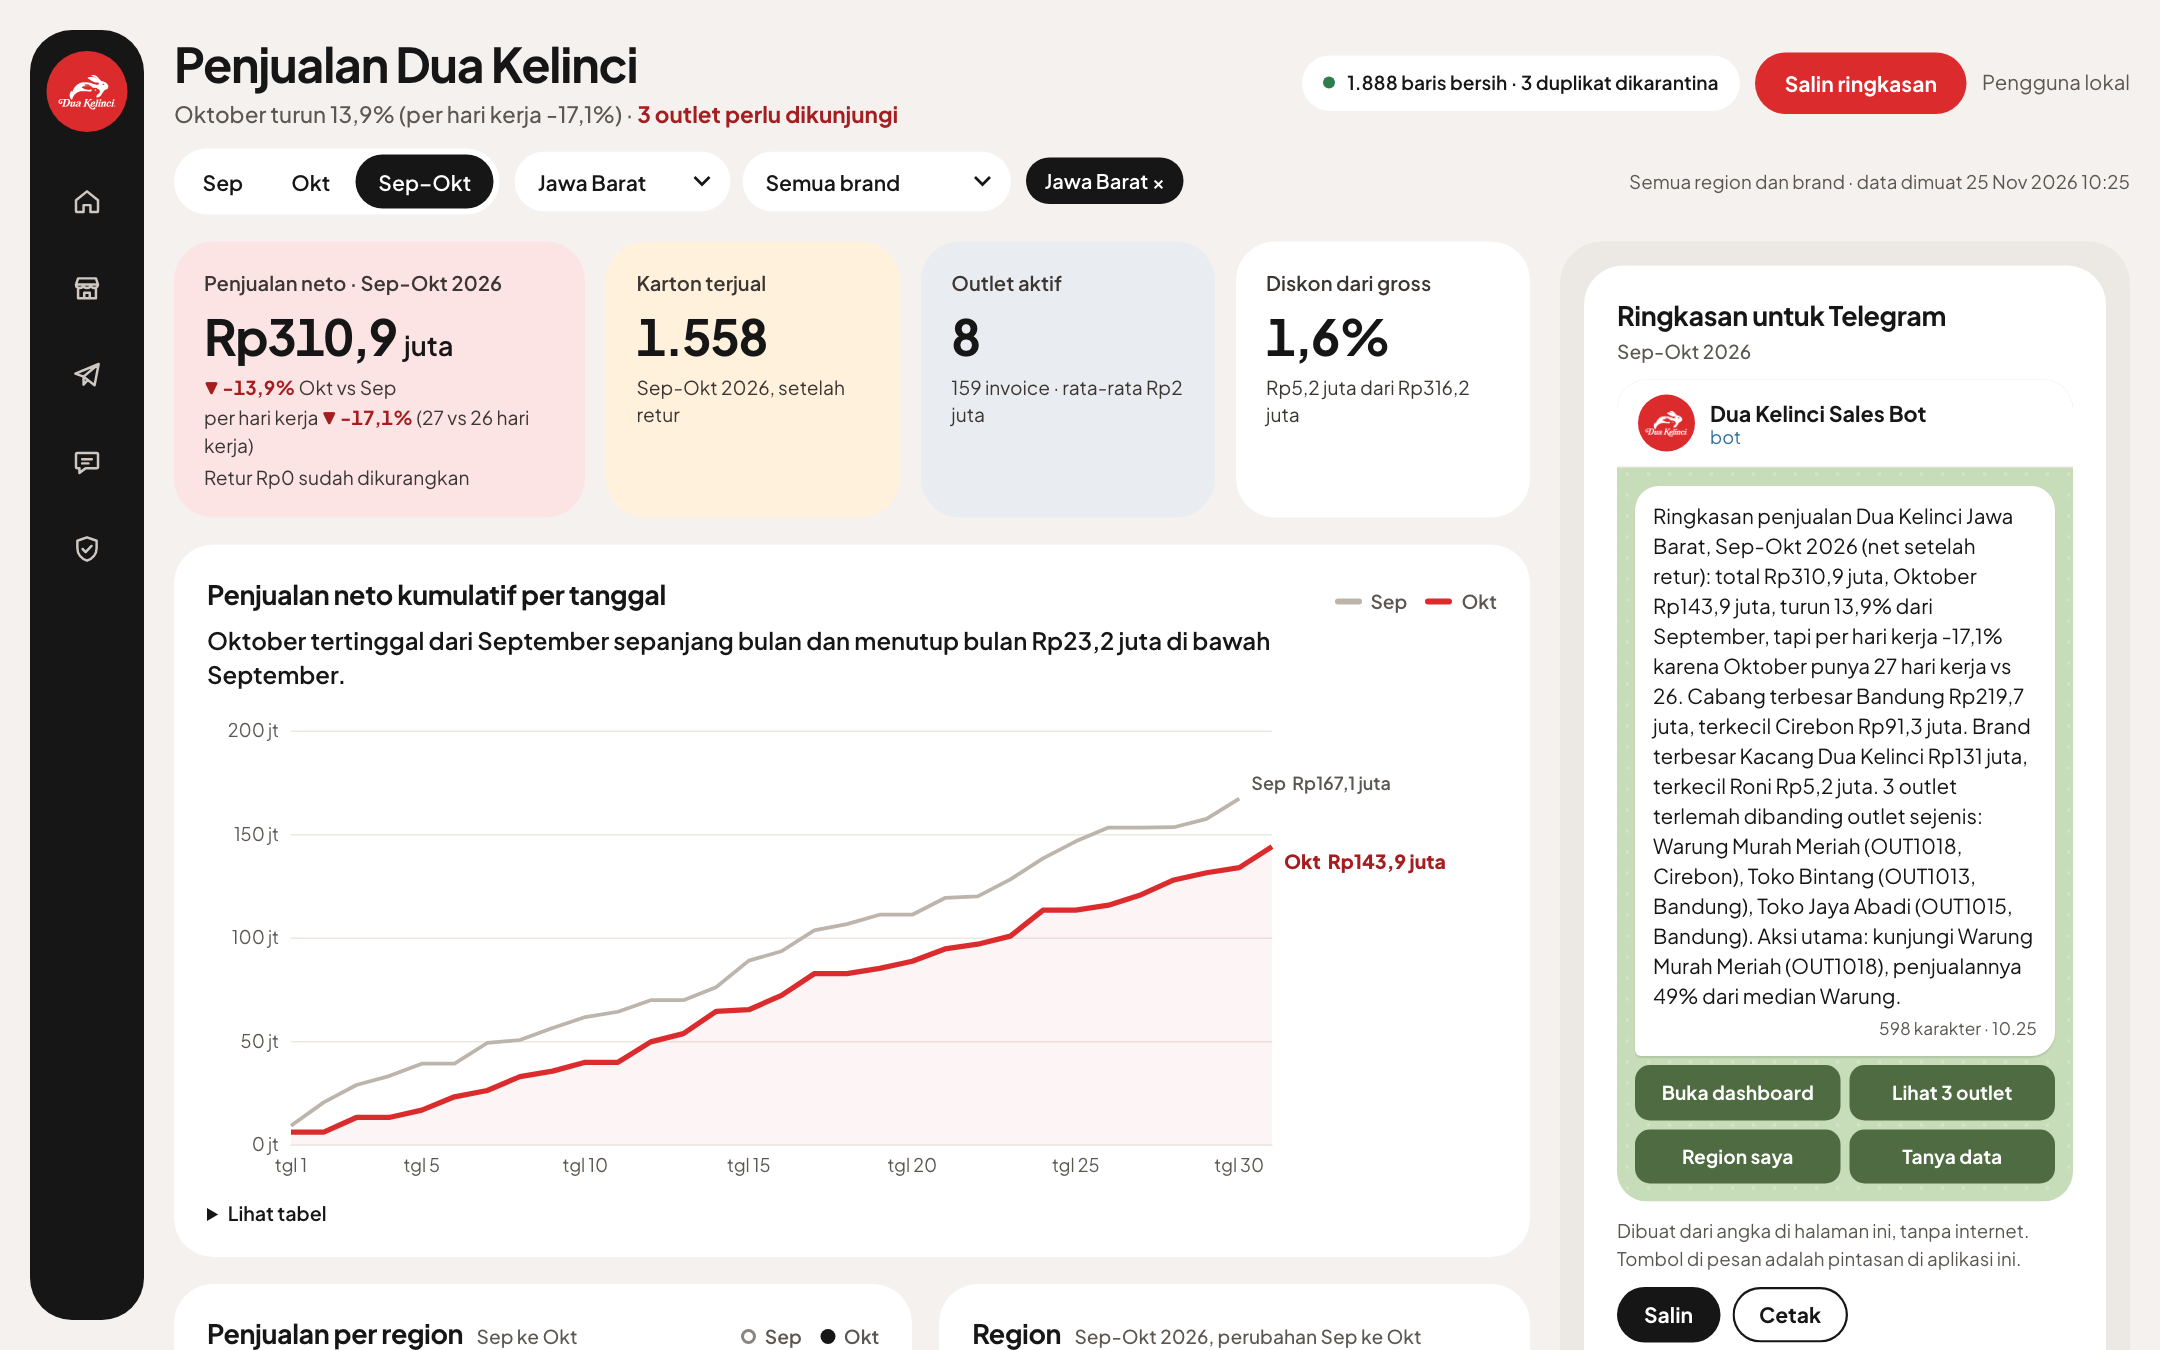 Dua Kelinci
Penjualan Dua Kelinci
Oktober turun 13,9% (per hari kerja -17,1%) · 3 outlet perlu dikunjungi
1.888 baris bersih · 3 duplikat dikarantina
Salin ringkasan
Pengguna lokal
Sep
Okt
Sep-Okt
Jawa Barat
Semua brand
Jawa Barat ×
Semua region dan brand · data dimuat 25 Nov 2026 10:25
Penjualan neto · Sep-Okt 2026
Rp310,9 juta
▼ -13,9% Okt vs Sep
per hari kerja ▼ -17,1% (27 vs 26 hari
kerja)
Retur Rp0 sudah dikurangkan
Karton terjual
1.558
Sep-Okt 2026, setelah
retur
Outlet aktif
8
159 invoice · rata-rata Rp2
juta
Diskon dari gross
1,6%
Rp5,2 juta dari Rp316,2
juta
Penjualan neto kumulatif per tanggal
Sep
Okt
Oktober tertinggal dari September sepanjang bulan dan menutup bulan Rp23,2 juta di bawah
September.
200 jt
150 jt
100 jt
50 jt
0 jt
Sep Rp167,1 juta
Okt Rp143,9 juta
tgl 1
tgl 5
tgl 10
tgl 15
tgl 20
tgl 25
tgl 30
▶ Lihat tabel
Penjualan per region
Sep ke Okt
Sep
Okt
Region
Sep-Okt 2026, perubahan Sep ke Okt
Ringkasan untuk Telegram
Sep-Okt 2026
Dua Kelinci
Dua Kelinci Sales Bot
bot
Ringkasan penjualan Dua Kelinci Jawa
Barat, Sep-Okt 2026 (net setelah
retur): total Rp310,9 juta, Oktober
Rp143,9 juta, turun 13,9% dari
September, tapi per hari kerja -17,1%
karena Oktober punya 27 hari kerja vs
26. Cabang terbesar Bandung Rp219,7
juta, terkecil Cirebon Rp91,3 juta. Brand
terbesar Kacang Dua Kelinci Rp131 juta,
terkecil Roni Rp5,2 juta. 3 outlet
terlemah dibanding outlet sejenis:
Warung Murah Meriah (OUT1018,
Cirebon), Toko Bintang (OUT1013,
Bandung), Toko Jaya Abadi (OUT1015,
Bandung). Aksi utama: kunjungi Warung
Murah Meriah (OUT1018), penjualannya
49% dari median Warung.
598 karakter · 10.25
Buka dashboard
Lihat 3 outlet
Region saya
Tanya data
Dibuat dari angka di halaman ini, tanpa internet.
Tombol di pesan adalah pintasan di aplikasi ini.
Salin
Cetak